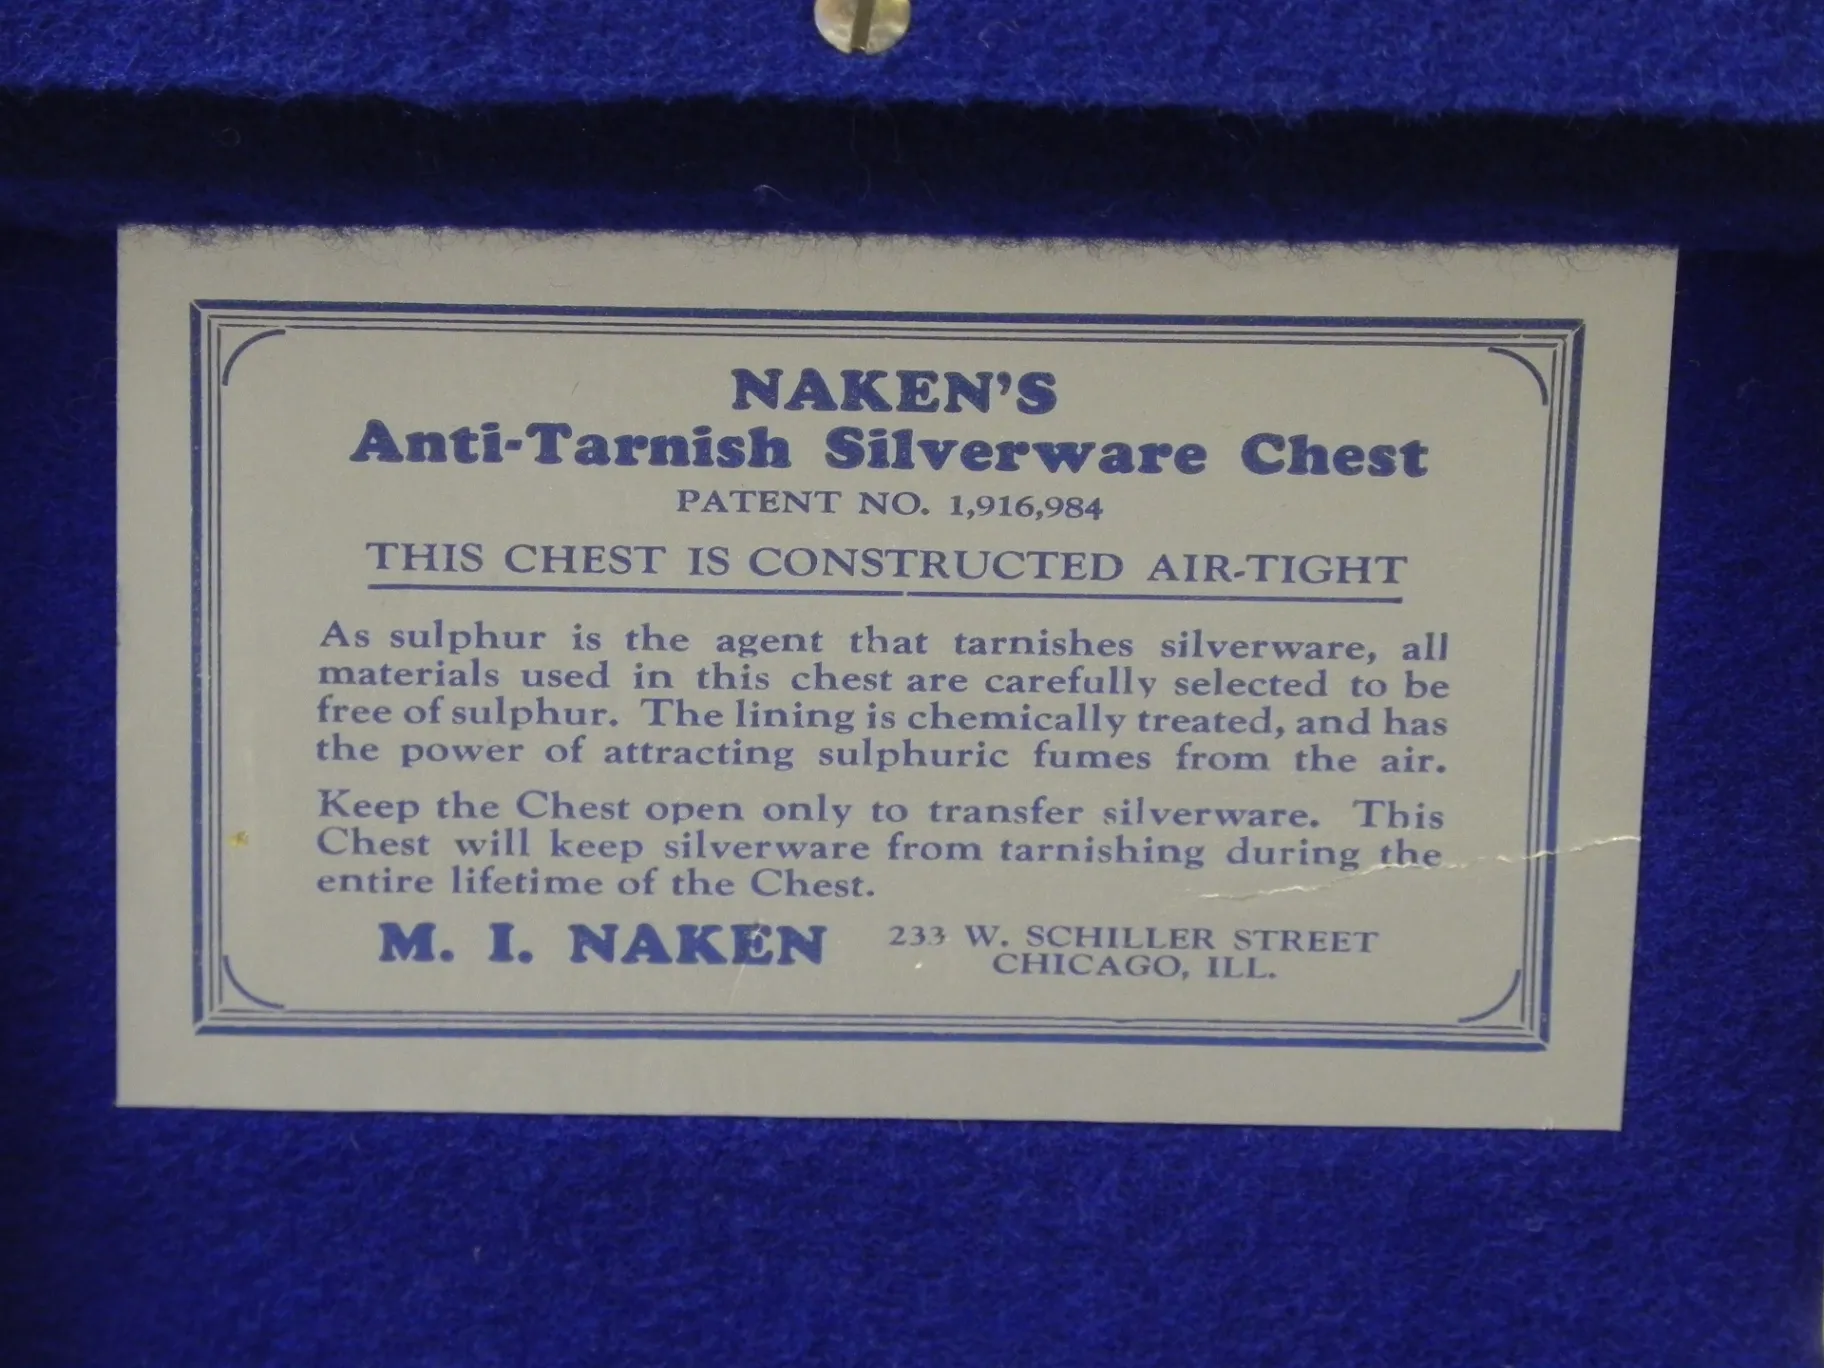 NAKEN'S
Anti-Tarnish Silverware Chest
PATENT NO. 1,916,984
THIS CHEST IS CONSTRUCTED AIR-TIGHT
As sulphur is the agent that tarnishes silverware, all
materials used in this chest are carefully selected to be
free of sulphur. The lining is chemically treated, and has
the power of attracting sulphuric fumes from the air.
Keep the Chest open only to transfer silverware. This
Chest will keep silverware from tarnishing during the
entire lifetime of the Chest.
M. I. NAKEN 233 W. SCHILLER STREET
CHICAGO, ILL.